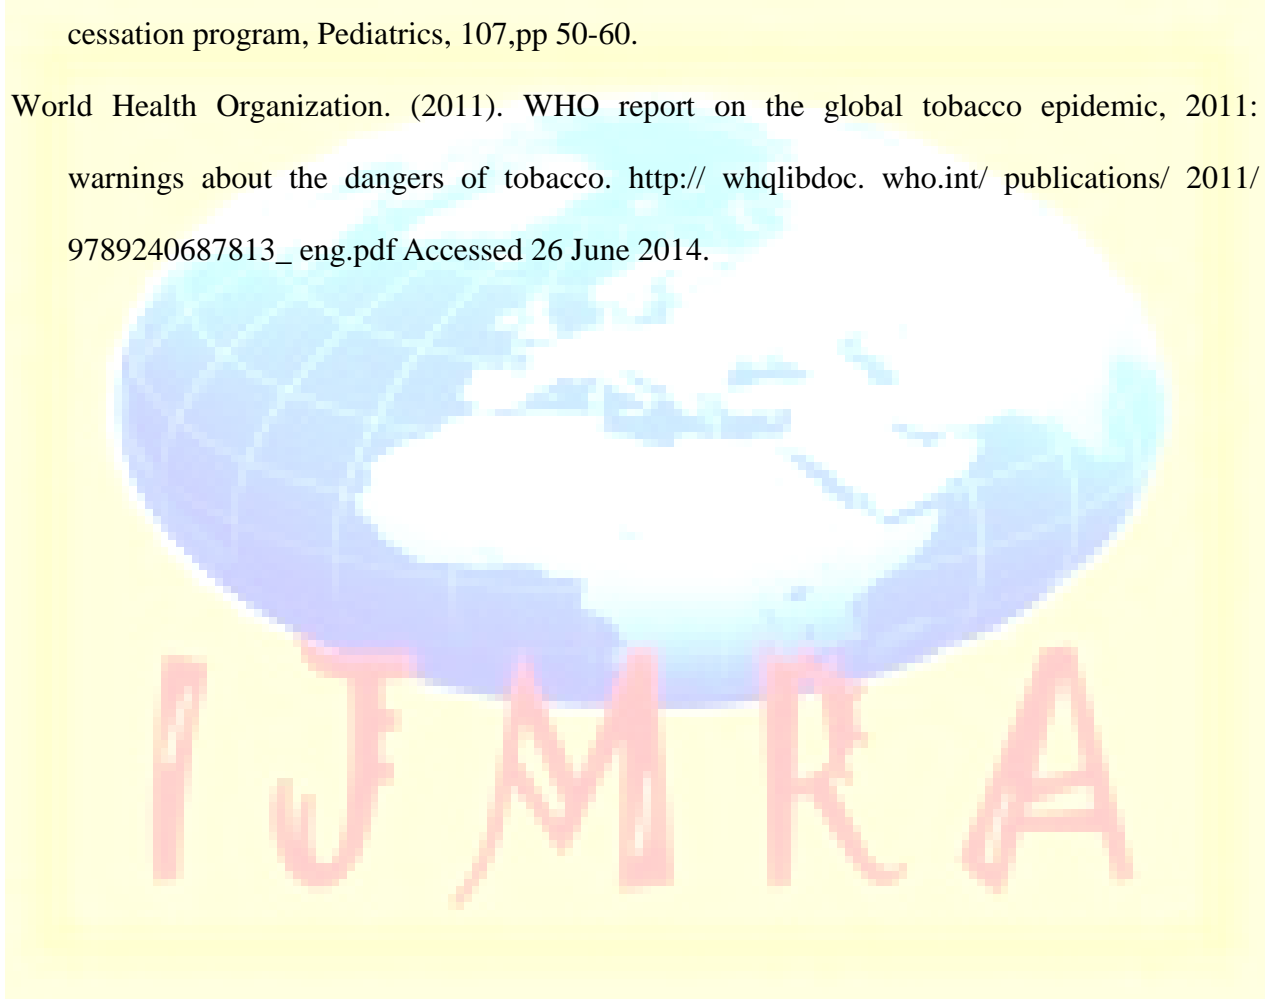 cessation program, Pediatrics, 107,pp 50-60.
World Health Organization. (2011). WHO report on the global tobacco epidemic, 2011:
warnings about the dangers of tobacco. http:// whqlibdoc. who.int/ publications/ 2011/
9789240687813_ eng.pdf Accessed 26 June 2014.
IJMRA